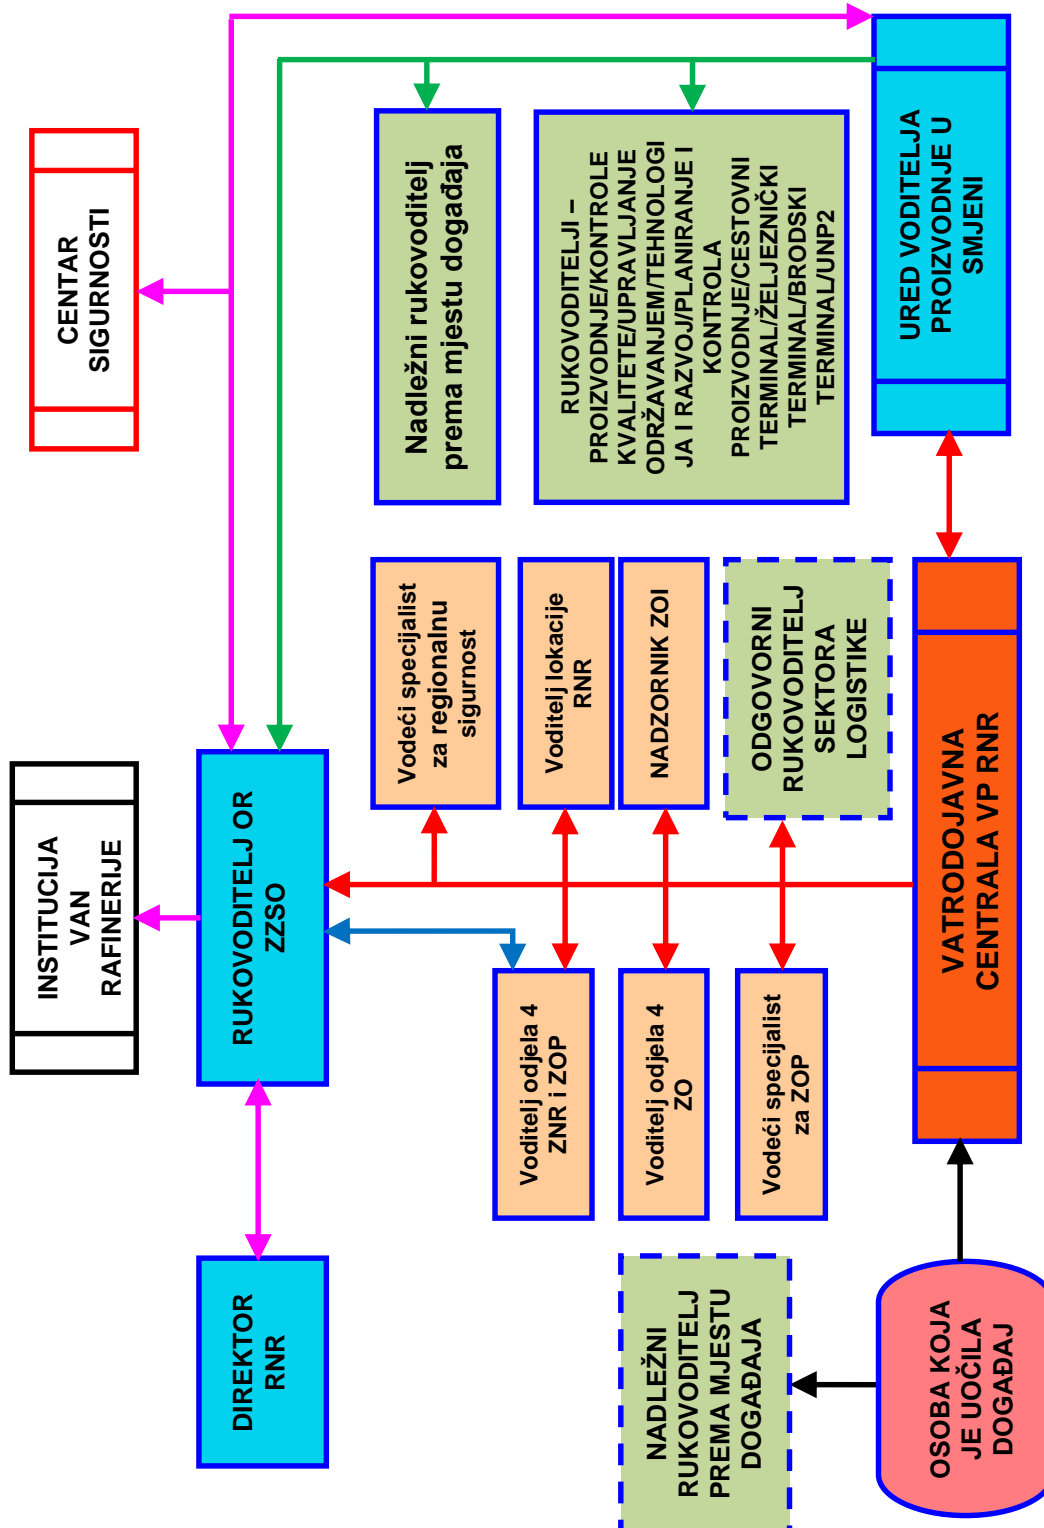 INSTITUCIJA
VAN
RAFINERIJE
CENTAR
SIGURNOSTI
DIREKTOR
RNR
RUKOVODITELJ OR
ZZSO
Vodeći specijalist
za regionalnu
sigurnost
Nadležni rukovoditelj
prema mjestu događaja
Voditelj odjela 4
ZNR i ZOP
Voditelj lokacije
RNR
RUKOVODITELJI –
PROIZVODNJE/KONTROLE
KVALITETE/UPRAVLJANJE
ODRŽAVANJEM/TEHNOLOGI
JA I RAZVOJ/PLANIRANJE I
KONTROLA
PROIZVODNJE/CESTOVNI
TERMINAL/ŽELJEZNIČKI
TERMINAL/BRODSKI
TERMINAL/UNP2
NADLEŽNI
RUKOVODITELJ
PREMA MJESTU
DOGAĐAJA
Voditelj odjela 4
ZO
NADZORNIK ZOI
Vodeći specijalist
za ZOP
ODGOVORNI
RUKOVODITELJ
SEKTORA
LOGISTIKE
OSOBA KOJA
JE UOČILA
DOGAĐAJ
VATRODOJAVNA
CENTRALA VP RNR
URED VODITELJA
PROIZVODNJE U
SMJENI